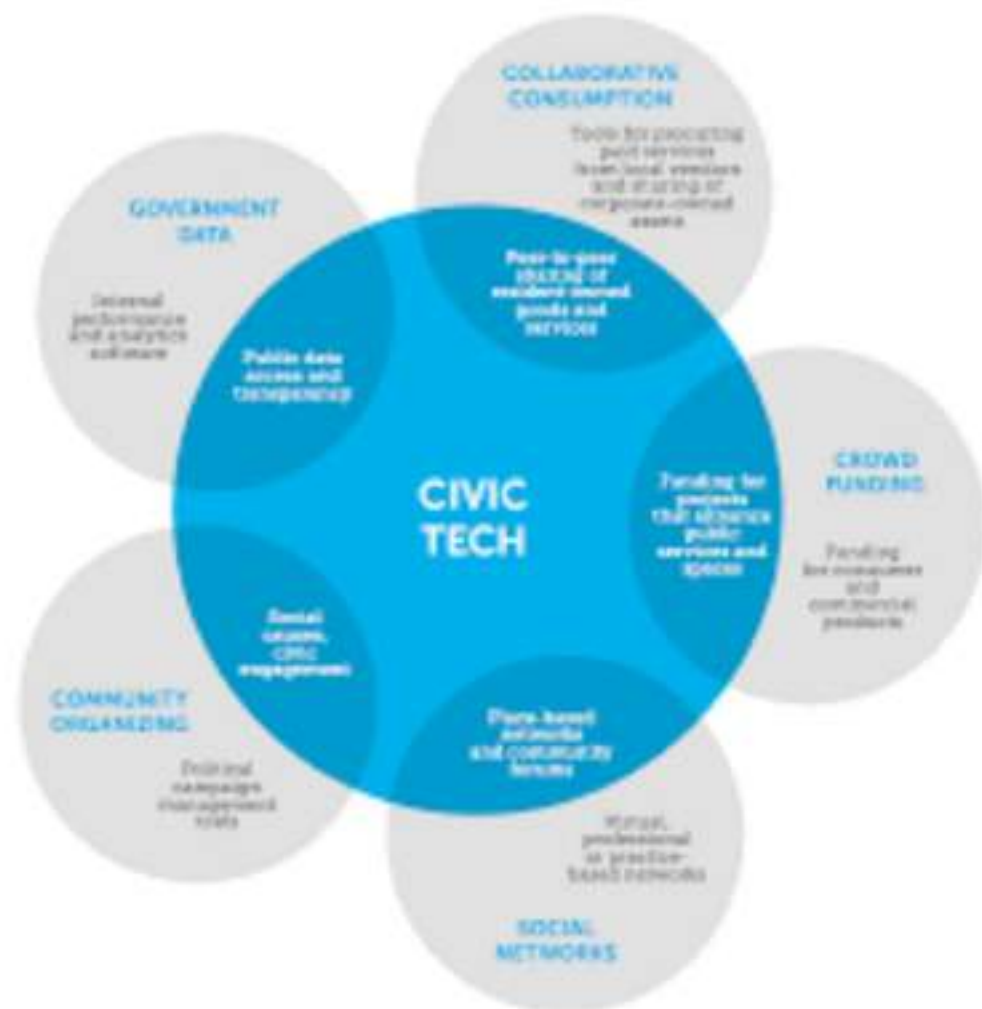 COLLABORATIVE
CONSUMPTION
Tools for procuring
paid services
from local vendors
and sharing of
corporate-owned
assets
Peer-to-peer
sharing of
resident-owned
goods and
services
GOVERNMENT
DATA
Internal
performance
and analytics
software
Public data
access and
transparency
CIVIC
TECH
CROWD
FUNDING
Funding for
projects
that enhance
public
services and
spaces
Funding
for consumer
and
commercial
products
COMMUNITY
ORGANIZING
Social
causes,
civic
engagement
Political
campaign
management
tools
Place-based
networks
and community
forums
Virtual,
professional
or practice-
based networks
SOCIAL
NETWORKS